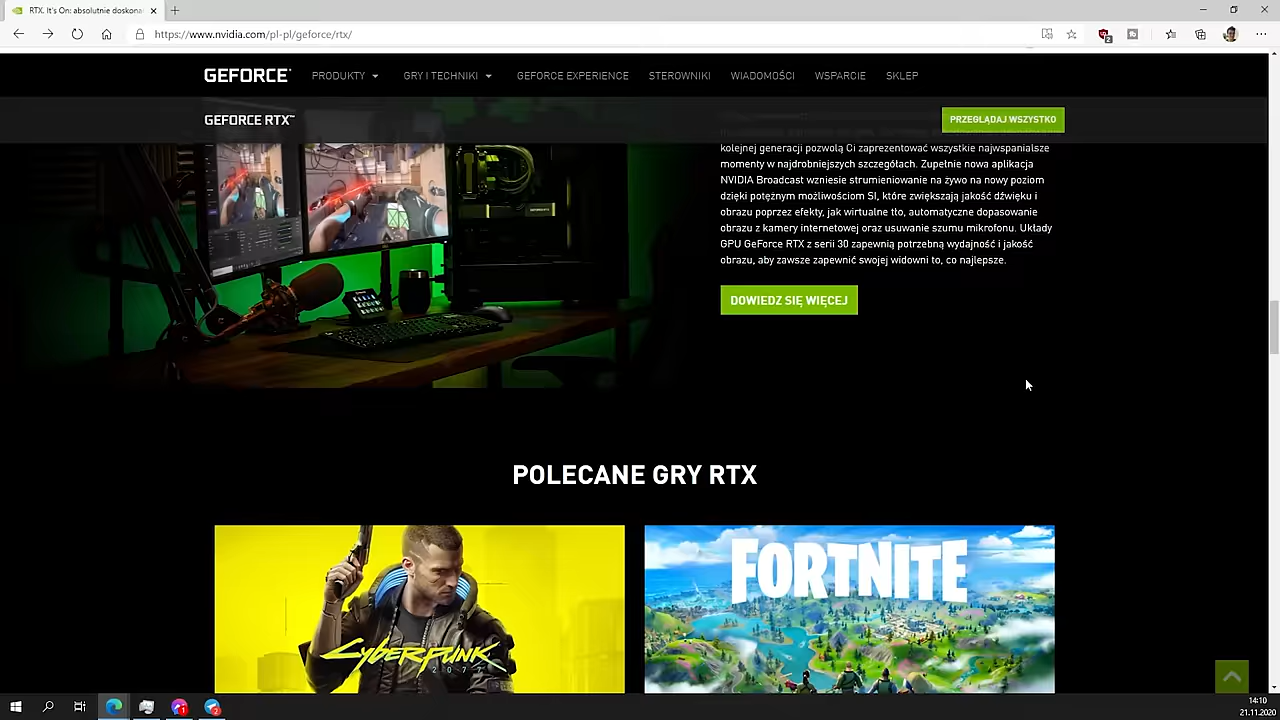 RTX. It's On: absolutnie doskona
https://www.nvidia.com/pl-pl/geforce/rtx/
2
GEFORCE PRODUKTY GRY I TECHNIKI GEFORCE EXPERIENCE STEROWNIKI WIADOMOŚCI WSPARCIE SKLEP
GEFORCE RTX™
PRZEGLĄDAJ WSZYSTKO
kolejnej generacji pozwolą Ci zaprezentować wszystkie najwspanialsze
momenty w najdrobniejszych szczegółach. Zupełnie nowa aplikacja
NVIDIA Broadcast wzniesie strumieniowanie na żywo na nowy poziom
dzięki potężnym możliwościom SI, które zwiększają jakość dźwięku i
obrazu poprzez efekty, jak wirtualne tło, automatyczne dopasowanie
obrazu z kamery internetowej oraz usuwanie szumu mikrofonu. Układy
GPU GeForce RTX z serii 30 zapewnią potrzebną wydajność i jakość
obrazu, aby zawsze zapewnić swojej widowni to, co najlepsze.
DOWIEDZ SIĘ WIĘCEJ
POLECANE GRY RTX
CYBERPUNK
2077
FORTNITE
1
2
14:10
21.11.2020